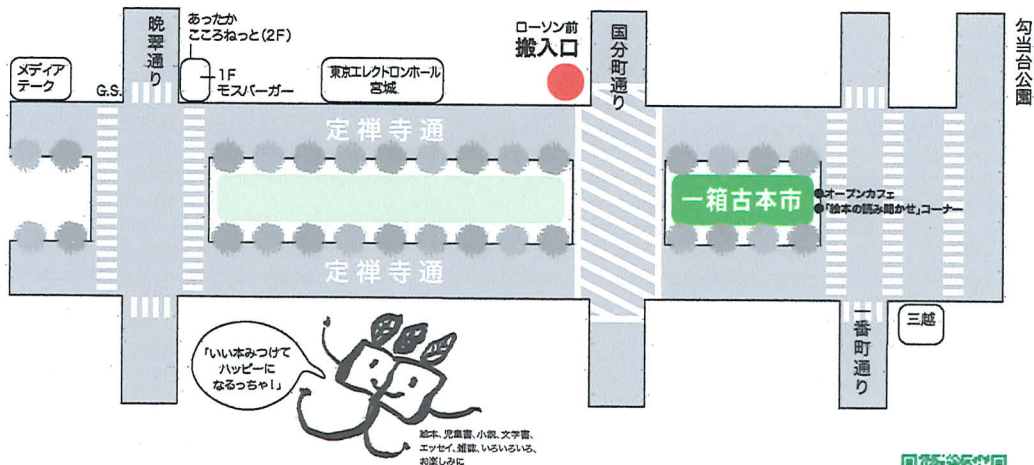 晩翠通り
あったか
こころねっと(2F)
ローソン前
搬入口
国分町通り
勾当台公園
メディア
テーク
G.S.
1F
モスバーガー
東京エレクトロンホール
宮城
定禅寺通
一箱古本市
●オープンカフェ
●「絵本の読み聞かせ」コーナー
定禅寺通
一番町通り
三越
「いい本みつけて
ハッピーに
なるっちゃ!」
絵本、児童書、小説、文学書、
エッセイ、雑誌、いろいろいろ、
お楽しみに